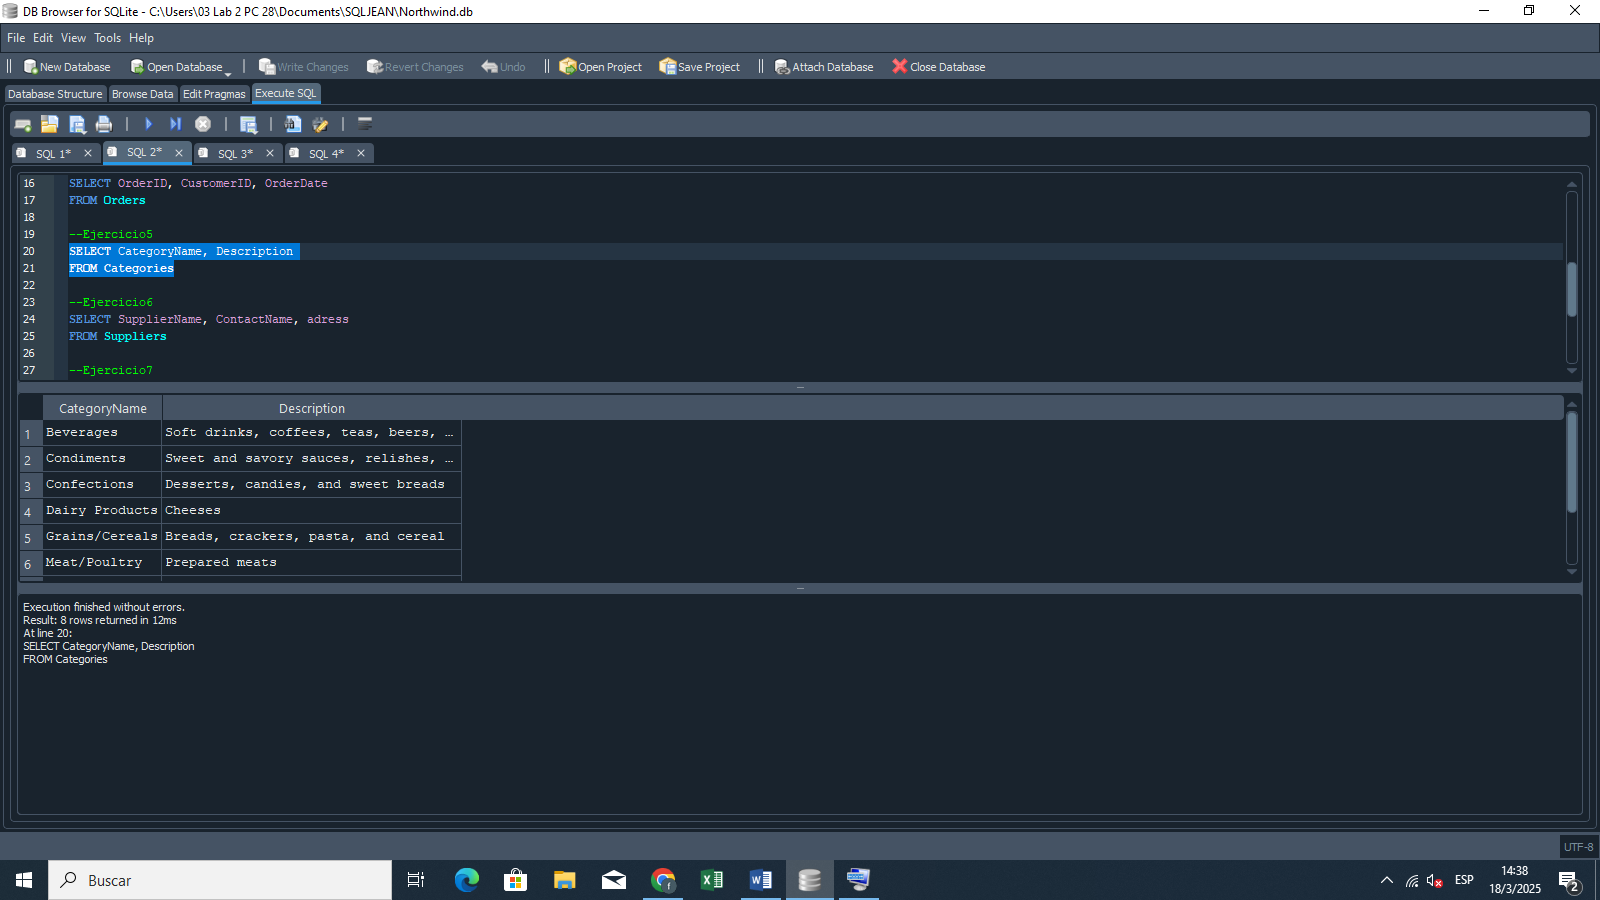 DB Browser for SQLite - C:\Users\03 Lab 2 PC 28\Documents\SQLJEAN\Northwind.db
File Edit View Tools Help
New Database Open Database Write Changes Revert Changes Undo Open Project Save Project Attach Database Close Database
Database Structure Browse Data Edit Pragmas Execute SQL
SQL 1* SQL 2* SQL 3* SQL 4*
16 SELECT OrderID, CustomerID, OrderDate
17 FROM Orders
18
19 --Ejercicio5
20 SELECT CategoryName, Description
21 FROM Categories
22
23 --Ejercicio6
24 SELECT SupplierName, ContactName, adress
25 FROM Suppliers
26
27 --Ejercicio7
CategoryName Description
1 Beverages Soft drinks, coffees, teas, beers, …
2 Condiments Sweet and savory sauces, relishes, …
3 Confections Desserts, candies, and sweet breads
4 Dairy Products Cheeses
5 Grains/Cereals Breads, crackers, pasta, and cereal
6 Meat/Poultry Prepared meats
Execution finished without errors.
Result: 8 rows returned in 12ms
At line 20:
SELECT CategoryName, Description
FROM Categories
UTF-8
Buscar
ESP
14:38
18/3/2025
2